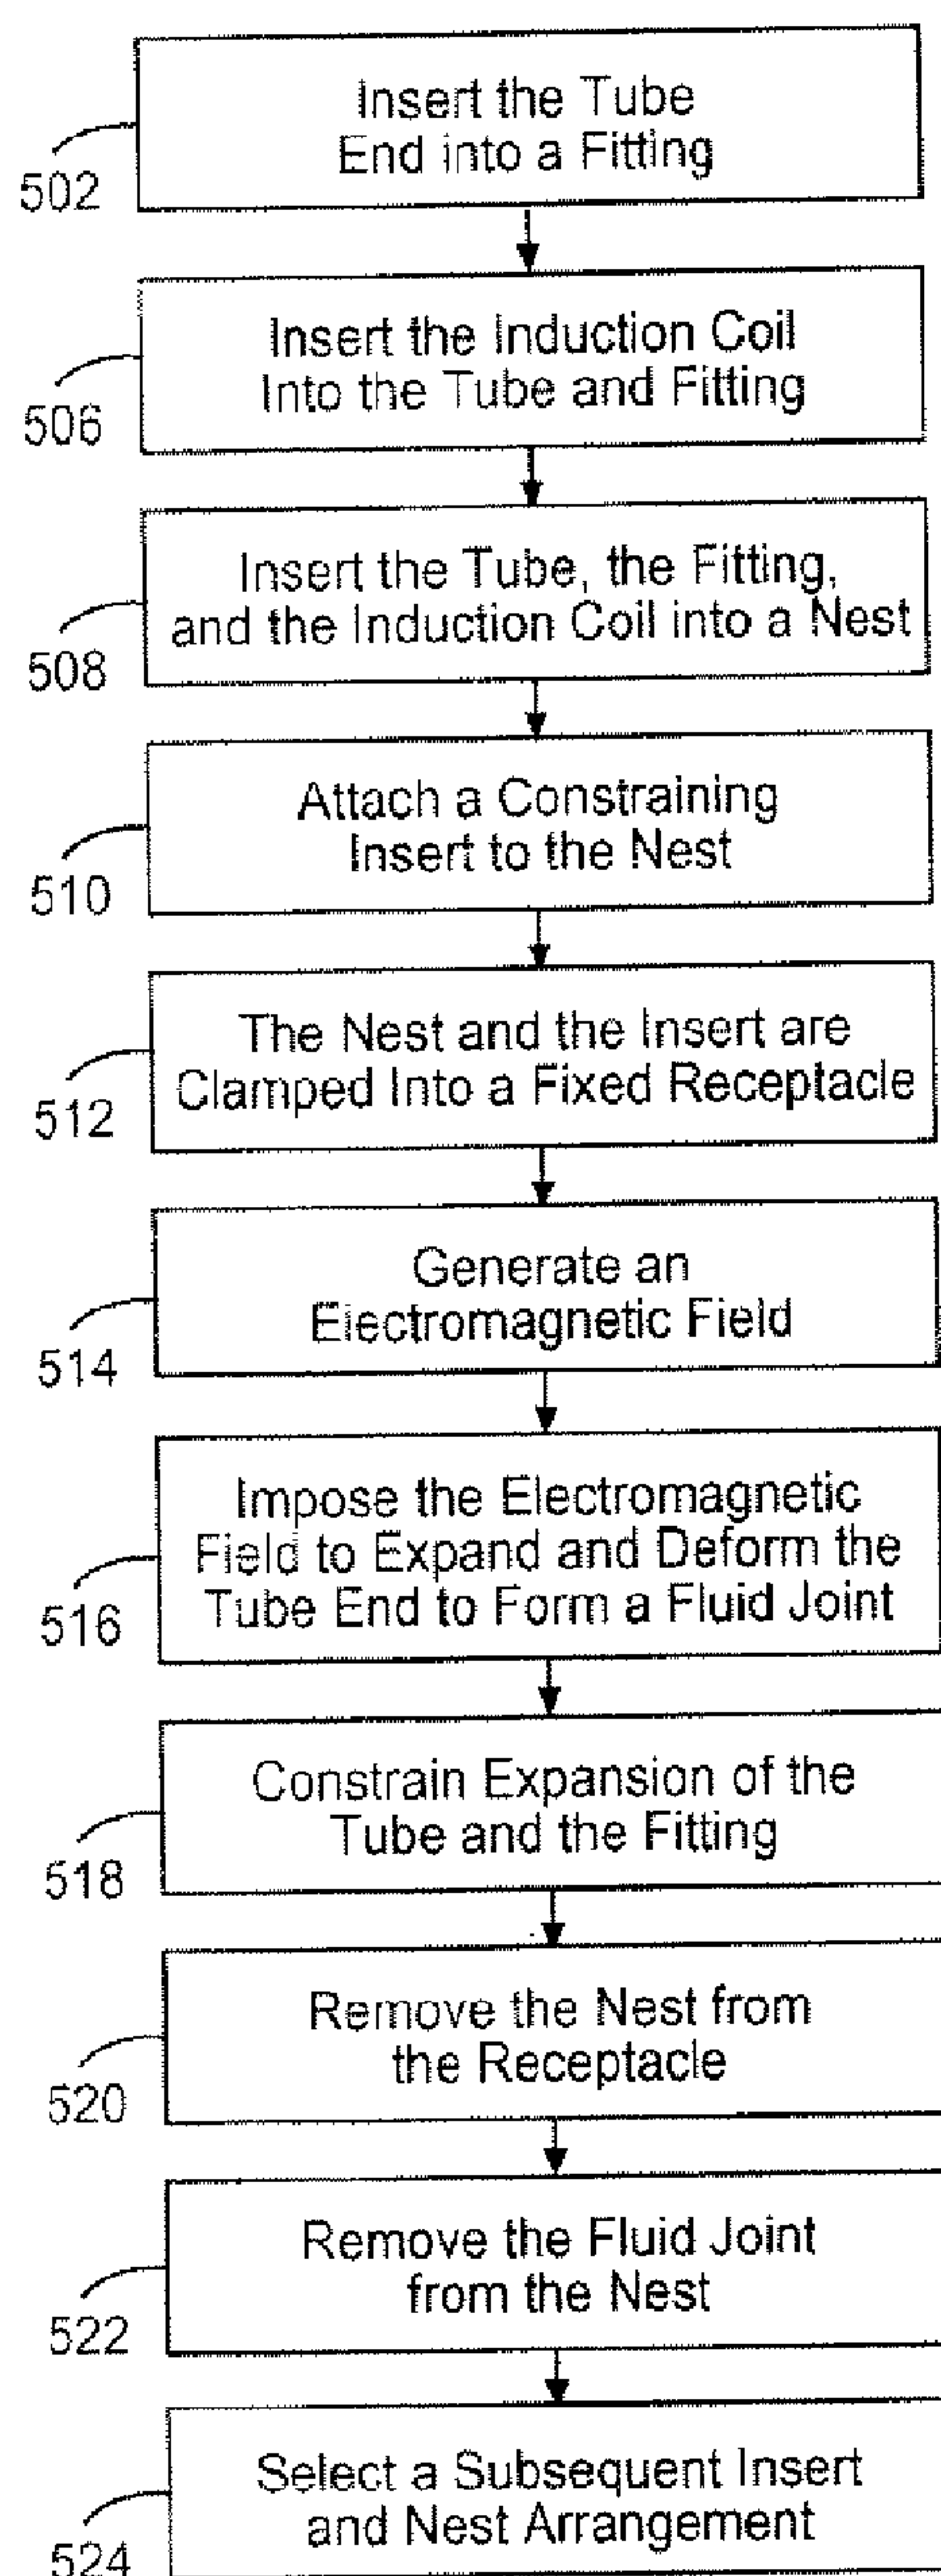 Insert the Tube
End into a Fitting
502
Insert the Induction Coil
Into the Tube and Fitting
506
Insert the Tube, the Fitting,
and the Induction Coil into a Nest
508
Attach a Constraining
Insert to the Nest
510
The Nest and the Insert are
Clamped Into a Fixed Receptacle
512
Generate an
Electromagnetic Field
514
Impose the Electromagnetic
Field to Expand and Deform the
Tube End to Form a Fluid Joint
516
Constrain Expansion of the
Tube and the Fitting
518
Remove the Nest from
the Receptacle
520
Remove the Fluid Joint
from the Nest
522
Select a Subsequent Insert
and Nest Arrangement
524